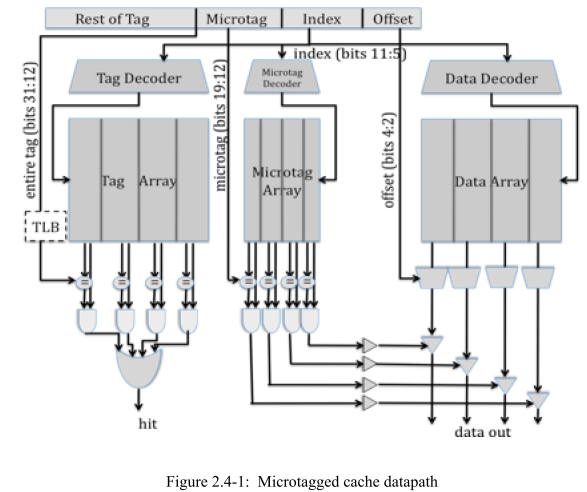 Rest of Tag Microtag Index Offset
index (bits 11:5)
Tag Decoder
Microtag
Decoder
Data Decoder
entire tag (bits 31:12)
microtag (bits 19:12)
offset (bits 4:2)
Tag Array
Microtag
Array
Data Array
TLB
= = = = = = = =
hit
data out
Figure 2.4-1: Microtagged cache datapath